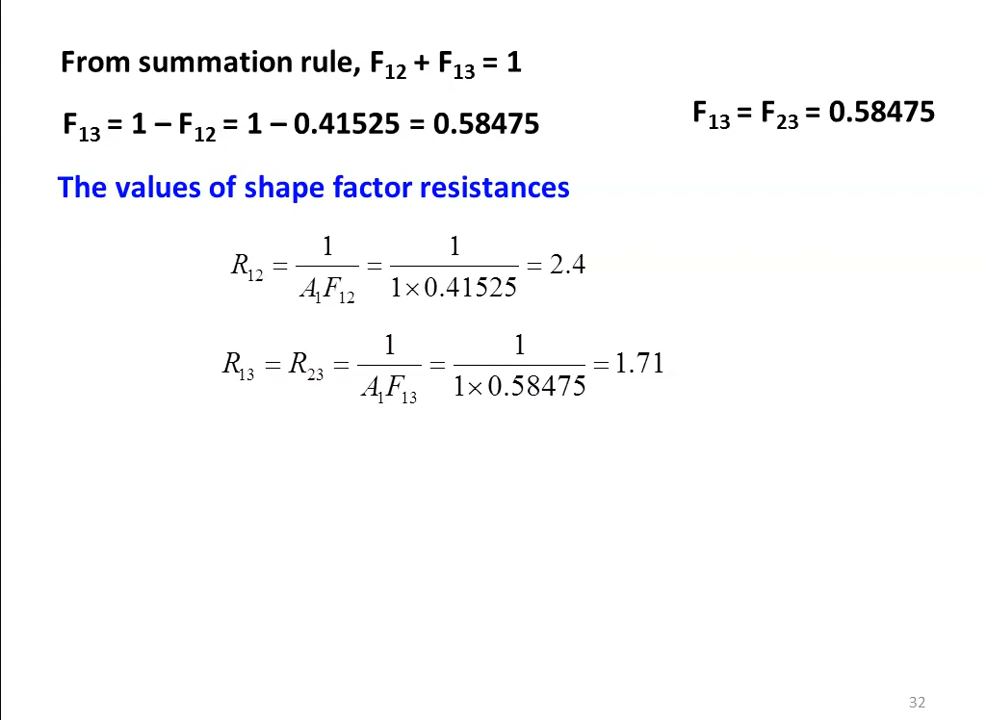 From summation rule, F₁₂ + F₁₃ = 1
F₁₃ = 1 – F₁₂ = 1 – 0.41525 = 0.58475
F₁₃ = F₂₃ = 0.58475
The values of shape factor resistances
R₁₂ = 1 / A₁F₁₂ = 1 / 1×0.41525 = 2.4
R₁₃ = R₂₃ = 1 / A₁F₁₃ = 1 / 1×0.58475 = 1.71
32